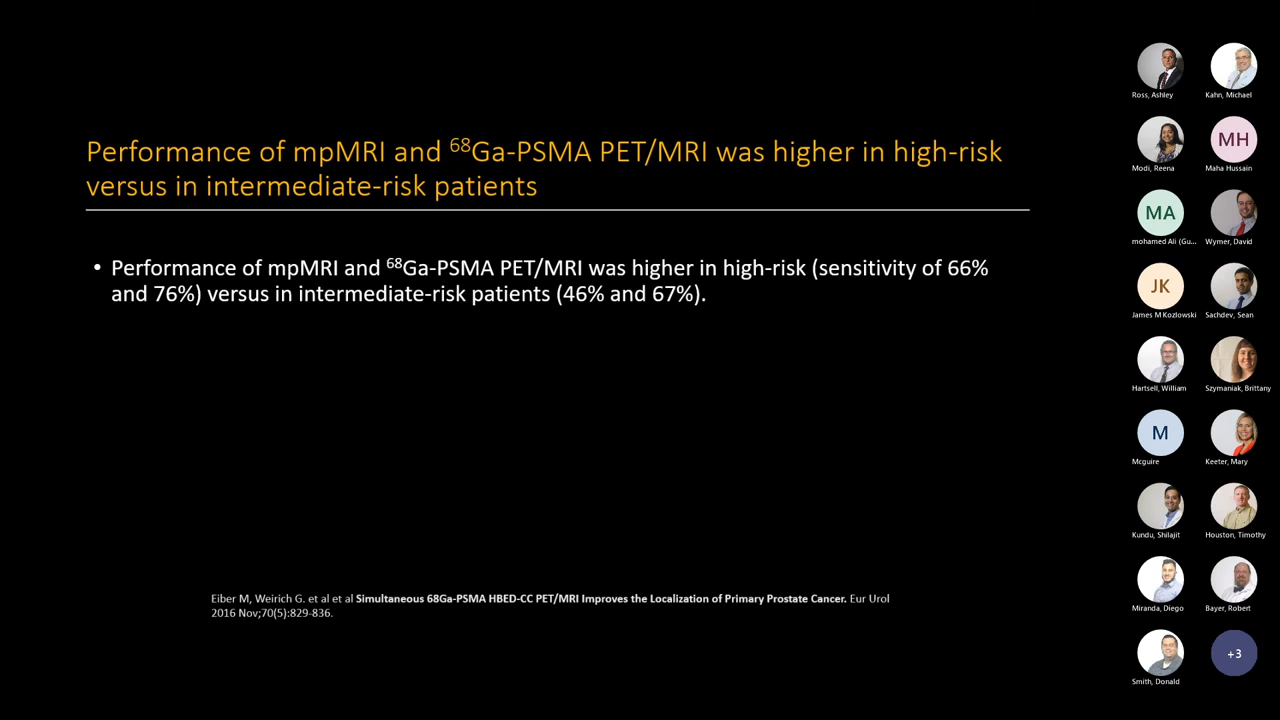 Performance of mpMRI and ⁶⁸Ga-PSMA PET/MRI was higher in high-risk
versus in intermediate-risk patients
• Performance of mpMRI and ⁶⁸Ga-PSMA PET/MRI was higher in high-risk (sensitivity of 66%
and 76%) versus in intermediate-risk patients (46% and 67%).
Eiber M, Weirich G. et al et al Simultaneous 68Ga-PSMA HBED-CC PET/MRI Improves the Localization of Primary Prostate Cancer. Eur Urol
2016 Nov;70(5):829-836.
Ross, Ashley
Kahn, Michael
Modi, Reena
MH
Maha Hussain
MA
mohamed Ali (Gu...
Wymer, David
JK
James M Kozlowski
Sachdev, Sean
Hartsell, William
Szymaniak, Brittany
M
Mcguire
Keeter, Mary
Kundu, Shilajit
Houston, Timothy
Miranda, Diego
Bayer, Robert
Smith, Donald
+3